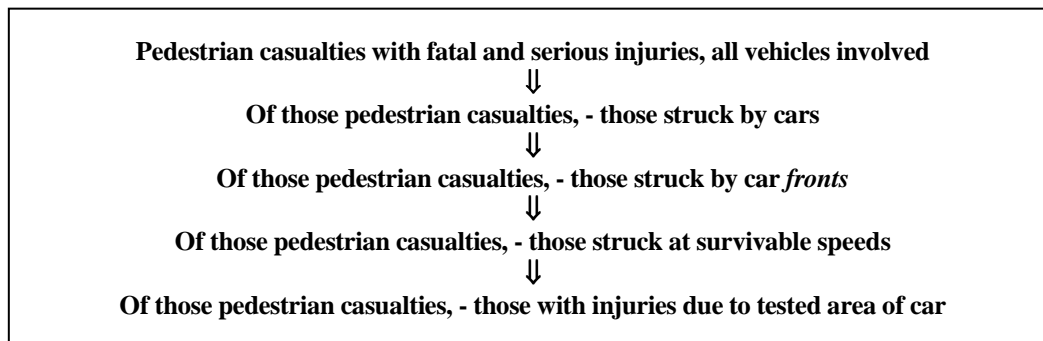 Pedestrian casualties with fatal and serious injuries, all vehicles involved
⇓
Of those pedestrian casualties, - those struck by cars
⇓
Of those pedestrian casualties, - those struck by car fronts
⇓
Of those pedestrian casualties, - those struck at survivable speeds
⇓
Of those pedestrian casualties, - those with injuries due to tested area of car